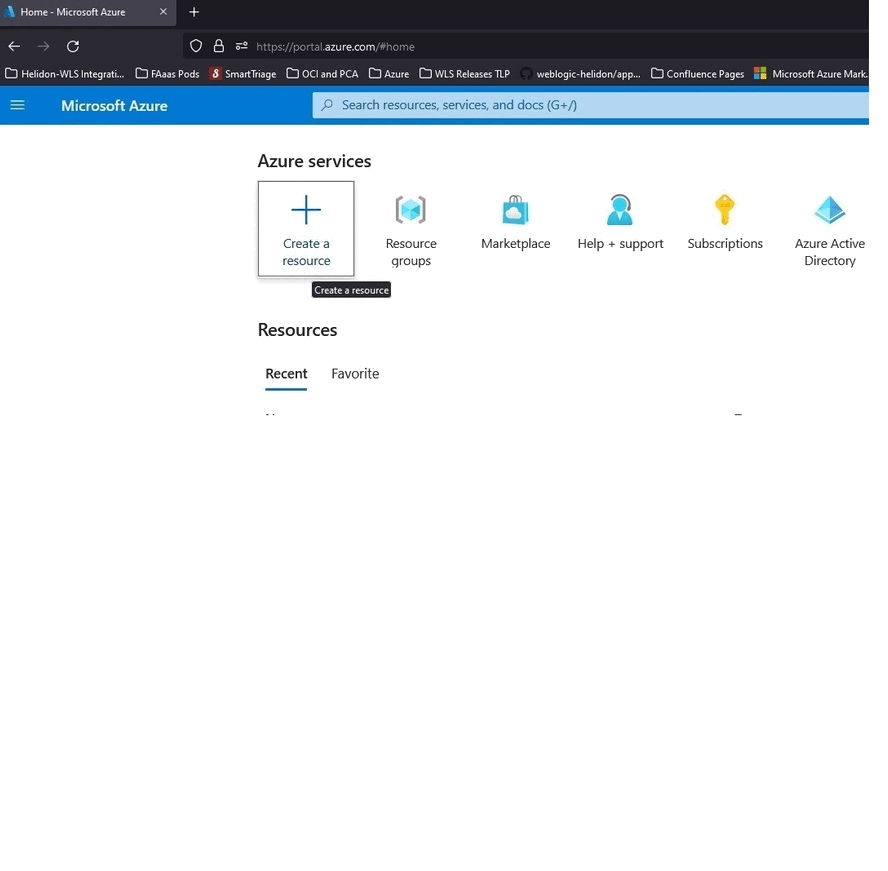 Home - Microsoft Azure
https://portal.azure.com/#home
Helidon-WLS Integrati... FAaas Pods SmartTriage OCI and PCA Azure WLS Releases TLP weblogic-helidon/app... Confluence Pages Microsoft Azure Mark...
Microsoft Azure Search resources, services, and docs (G+/)
Azure services
Create a resource
Resource groups
Marketplace
Help + support
Subscriptions
Azure Active Directory
Create a resource
Resources
Recent Favorite